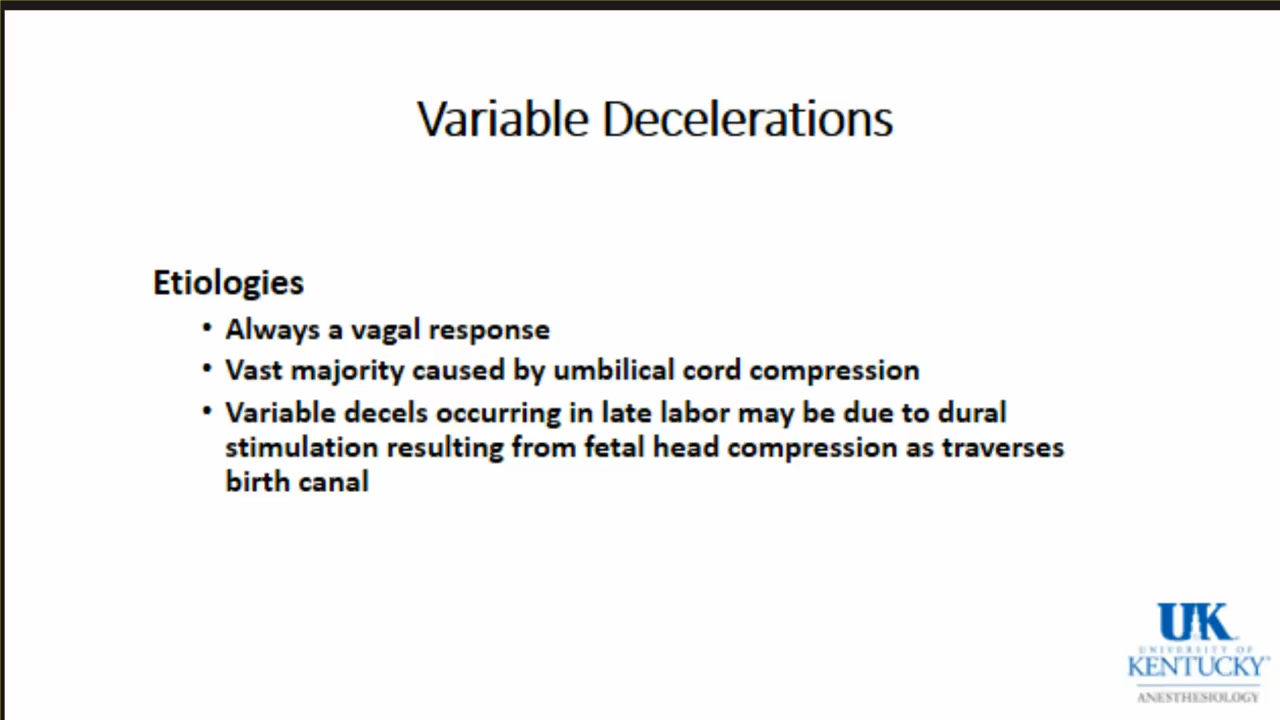 Variable Decelerations
Etiologies
• Always a vagal response
• Vast majority caused by umbilical cord compression
• Variable decels occurring in late labor may be due to dural
stimulation resulting from fetal head compression as traverses
birth canal
UK
UNIVERSITY OF
KENTUCKY
ANESTHESIOLOGY